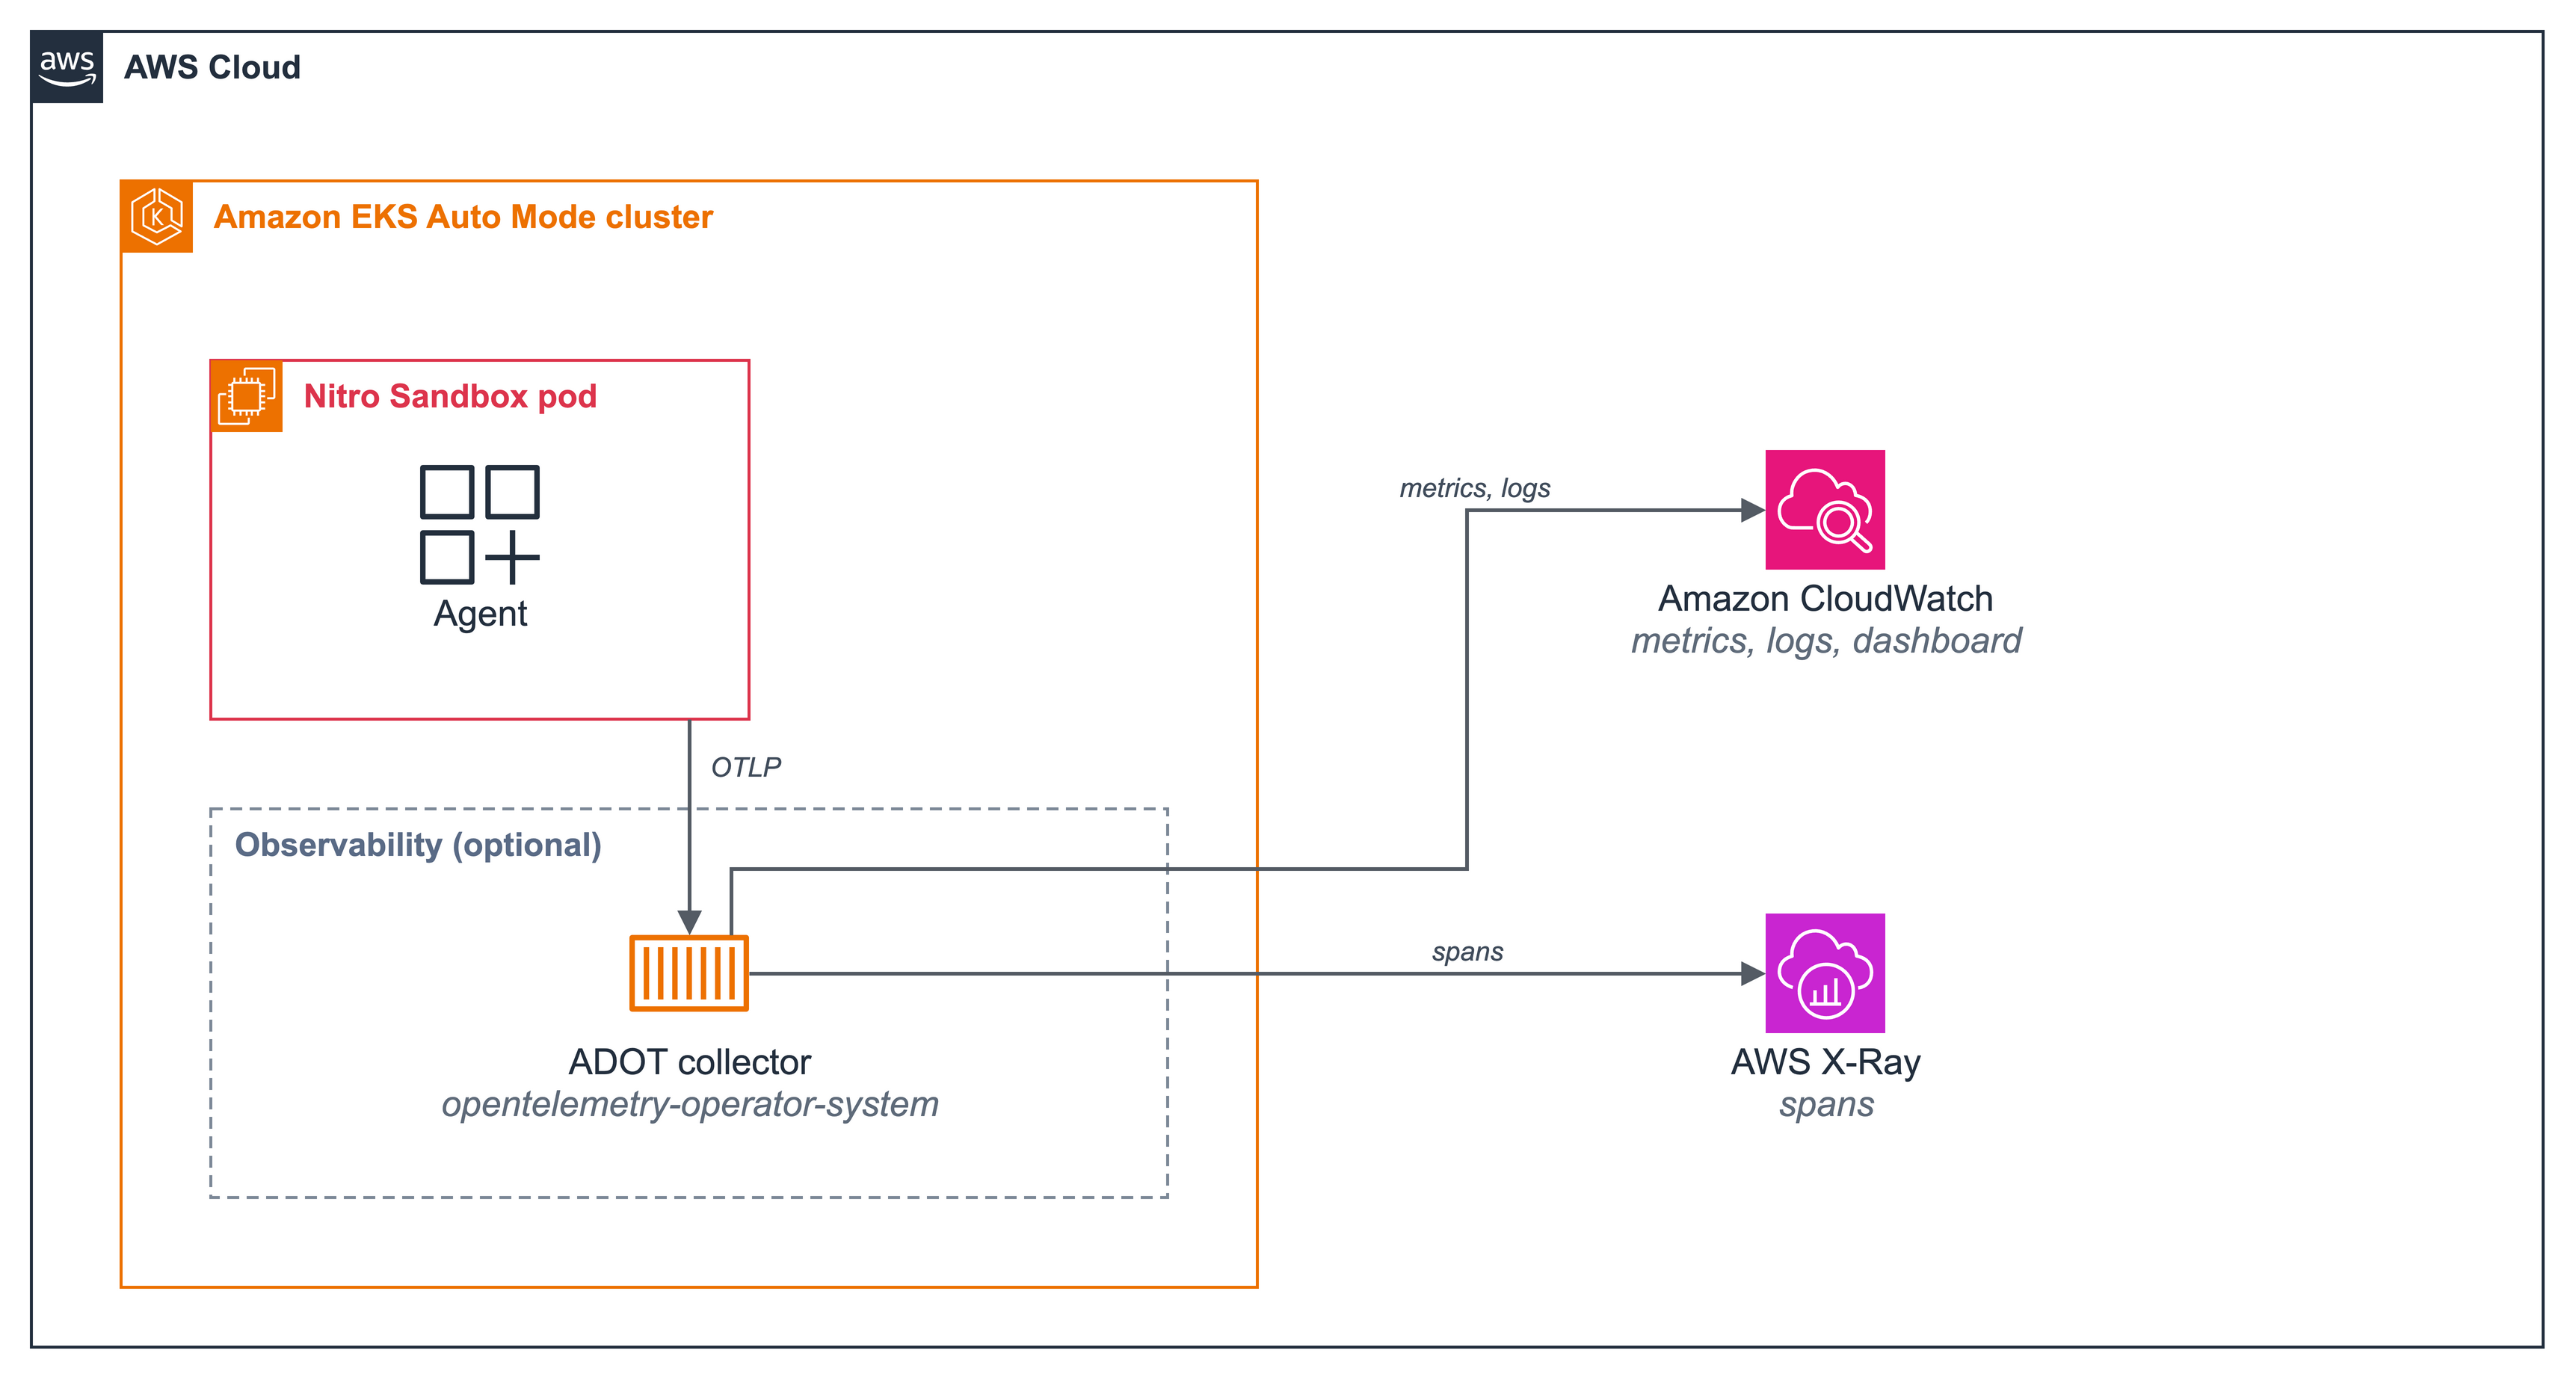 aws
AWS Cloud
Amazon EKS Auto Mode cluster
K
Nitro Sandbox pod
Agent
OTLP
Observability (optional)
ADOT collector
opentelemetry-operator-system
metrics, logs
Amazon CloudWatch
metrics, logs, dashboard
spans
AWS X-Ray
spans